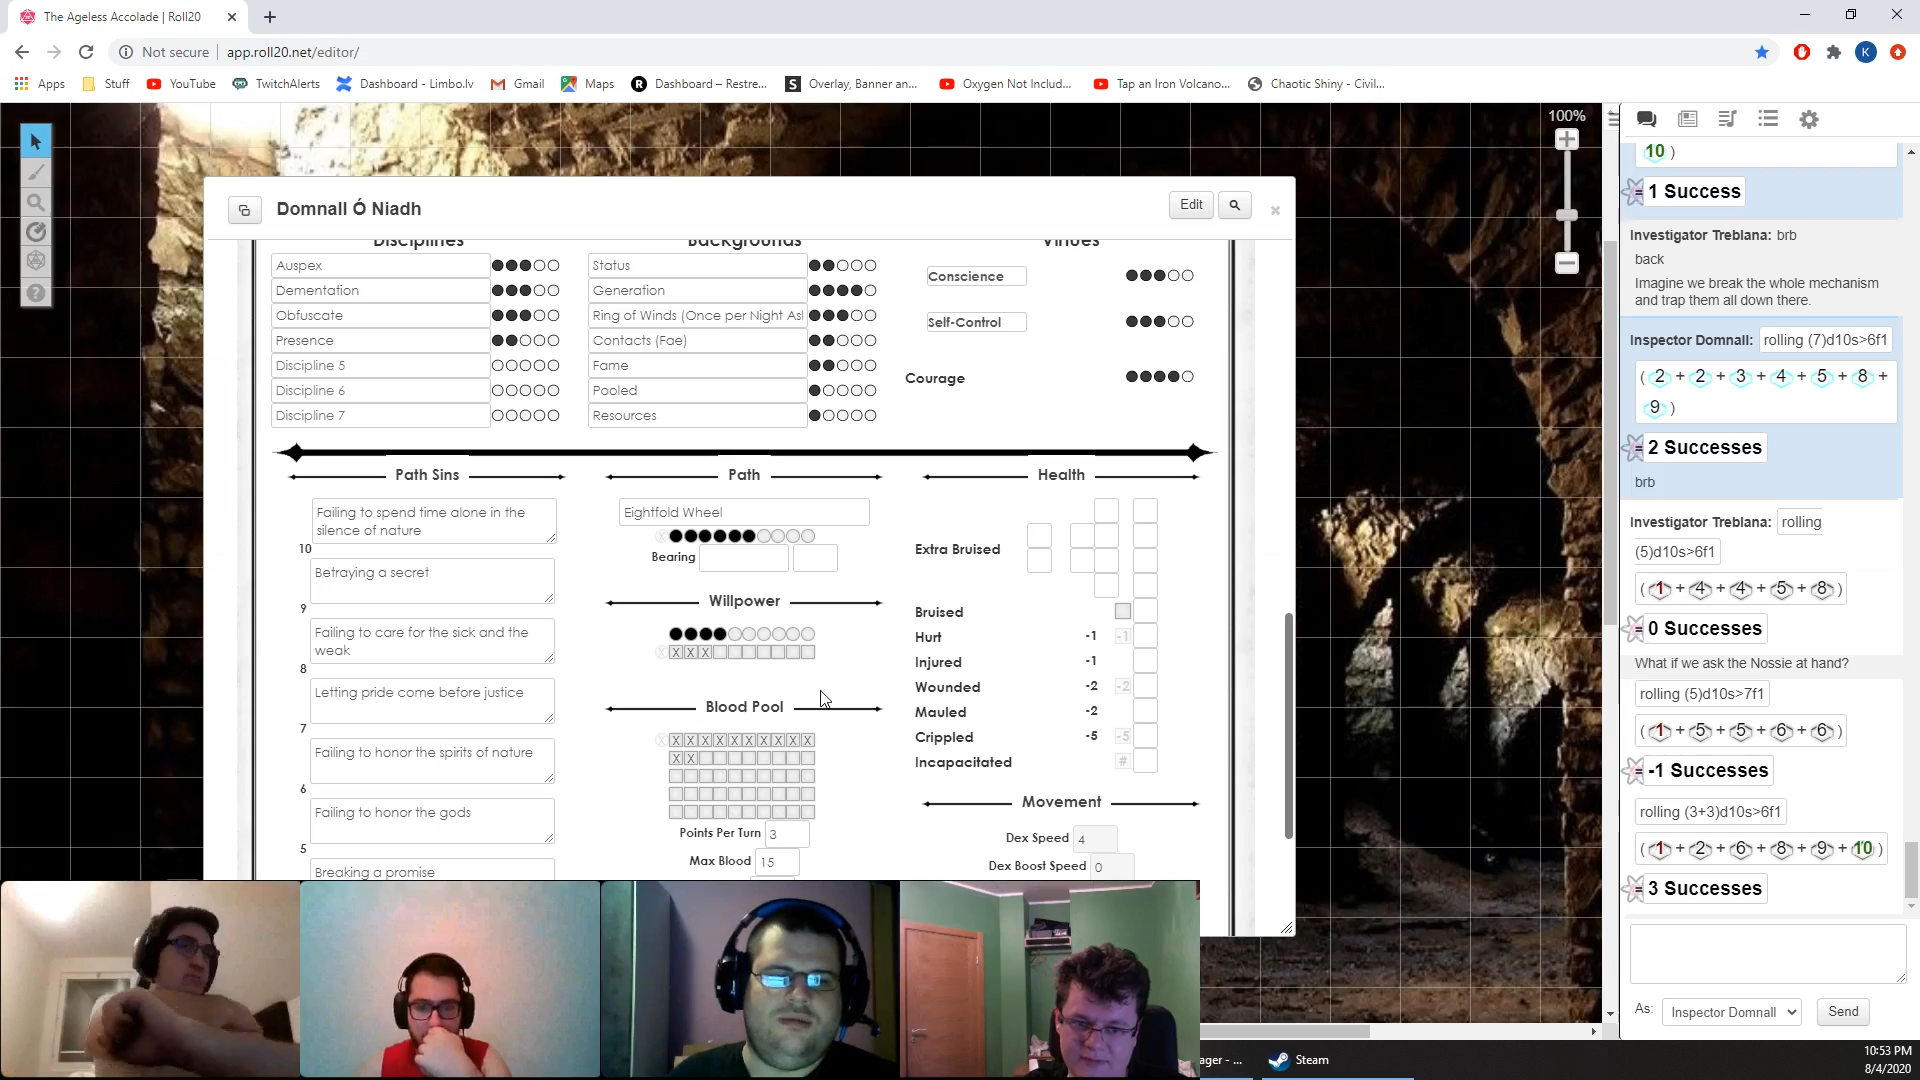 The Ageless Accolade | Roll20
Not secure
app.roll20.net/editor/
Apps
Stuff
YouTube
TwitchAlerts
Dashboard - Limbo.lv
Gmail
Maps
Dashboard – Restre...
Overlay, Banner an...
Oxygen Not Includ...
Tap an Iron Volcano...
Chaotic Shiny - Civil...
100%
Domnall Ó Niadh
Edit
Disciplines
Auspex
Dementation
Obfuscate
Presence
Discipline 5
Discipline 6
Discipline 7
Backgrounds
Status
Generation
Ring of Winds (Once per Night Asl
Contacts (Fae)
Fame
Pooled
Resources
Virtues
Conscience
Self-Control
Courage
Path Sins
Failing to spend time alone in the
silence of nature
10
Betraying a secret
9
Failing to care for the sick and the
weak
8
Letting pride come before justice
7
Failing to honor the spirits of nature
6
Failing to honor the gods
5
Breaking a promise
Path
Eightfold Wheel
Bearing
Willpower
X X X
Blood Pool
X X X X X X X X X X
X X
Points Per Turn 3
Max Blood 15
Health
Extra Bruised
Bruised
Hurt -1 -1
Injured -1
Wounded -2 -2
Mauled -2
Crippled -5 -5
Incapacitated #
Movement
Dex Speed 4
Dex Boost Speed 0
10 )
= 1 Success
Investigator Treblana: brb
back
Imagine we break the whole mechanism
and trap them all down there.
Inspector Domnall: rolling (7)d10s>6f1
( 2 + 2 + 3 + 4 + 5 + 8 +
9 )
= 2 Successes
brb
Investigator Treblana: rolling
(5)d10s>6f1
( 1 + 4 + 4 + 5 + 8 )
= 0 Successes
What if we ask the Nossie at hand?
rolling (5)d10s>7f1
( 1 + 5 + 5 + 6 + 6 )
= -1 Successes
rolling (3+3)d10s>6f1
( 1 + 2 + 6 + 8 + 9 + 10 )
= 3 Successes
As: Inspector Domnall
Send
ager - ...
Steam
10:53 PM
8/4/2020
K